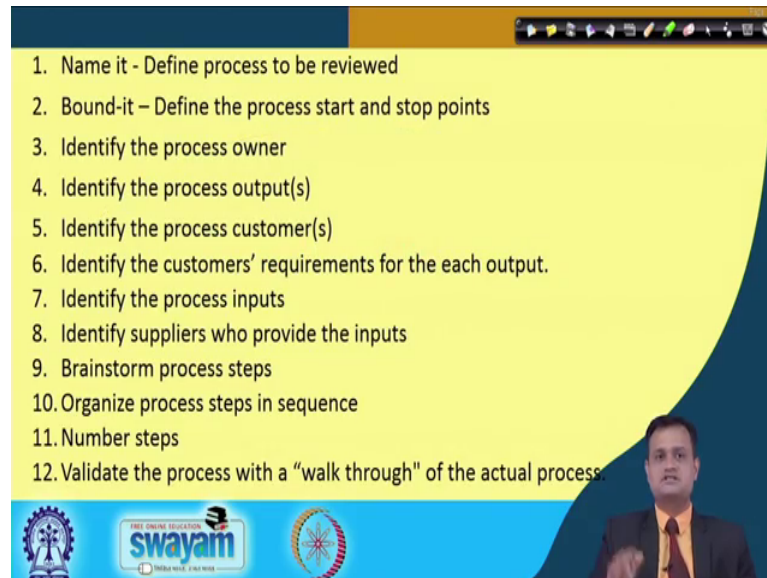 1. Name it - Define process to be reviewed
2. Bound-it – Define the process start and stop points
3. Identify the process owner
4. Identify the process output(s)
5. Identify the process customer(s)
6. Identify the customers’ requirements for the each output.
7. Identify the process inputs
8. Identify suppliers who provide the inputs
9. Brainstorm process steps
10. Organize process steps in sequence
11. Number steps
12. Validate the process with a “walk through" of the actual process.
FREE ONLINE EDUCATION
swayam